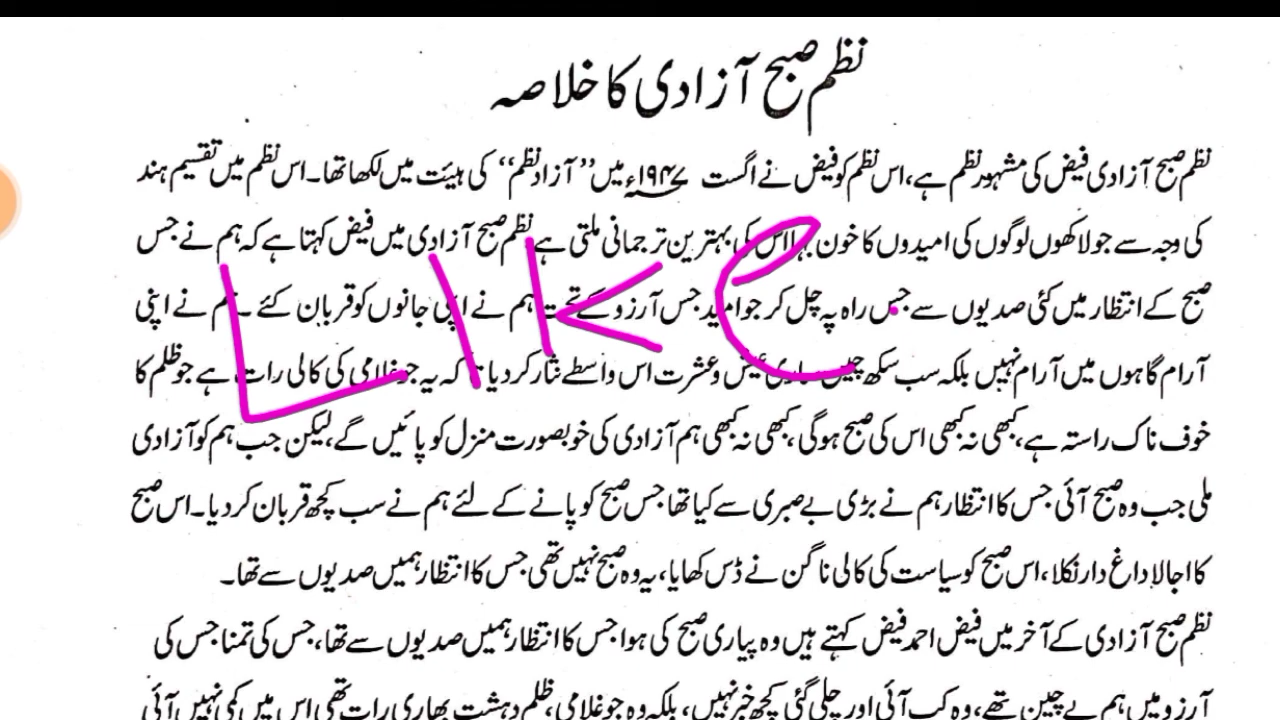 نظم صبح آزادی کا خلاصہ
نظم صبح آزادی فیض کی مشہور نظم ہے، اس نظم کو فیض نے اگست ۱۹۴۷ء میں ”آزاد نظم“ کی ہیئت میں لکھا تھا۔ اس نظم میں تقسیم ہند
کی وجہ سے جو لاکھوں لوگوں کی امیدوں کا خون بہا اس کی بہترین ترجمانی ملتی ہے نظم صبح آزادی میں فیض کہتا ہے کہ ہم نے جس
صبح کے انتظار میں کئی صدیوں سے جس راہ پہ چل کر جو امید جس آرزو کے تحت ہم نے اپنی جانوں کو قربان کئے ۔ ہم نے اپنی
آرام گاہوں میں آرام نہیں بلکہ سب سکھ چین ساری عیش و عشرت اس واسطے نثار کر دیا کہ یہ جو غلامی کی کالی رات ہے جو ظلم کا
خوف ناک راستہ ہے، کبھی نہ کبھی اس کی صبح ہوگی، کبھی نہ کبھی ہم آزادی کی خوبصورت منزل کو پائیں گے، لیکن جب ہم کو آزادی
ملی جب وہ صبح آئی جس کا انتظار ہم نے بڑی بے صبری سے کیا تھا جس صبح کو پانے کے لئے ہم نے سب کچھ قربان کر دیا۔ اس صبح
کا اجالا داغ دار نکلا، اس صبح کو سیاست کی کالی ناگن نے ڈس کھایا، یہ وہ صبح نہیں تھی جس کا انتظار ہمیں صدیوں سے تھا۔
نظم صبح آزادی کے آخر میں فیض احمد فیض کہتے ہیں وہ پیاری صبح کی ہوا جس کا انتظار ہمیں صدیوں سے تھا، جس کی تمنا جس کی
آرزو میں ہم بے چین تھے، وہ کب آئی اور چلی گئی کچھ خبر نہیں، بلکہ وہ جو غلامی، ظلم دہشت بھاری رات تھی اس میں کمی نہیں آئی
Like